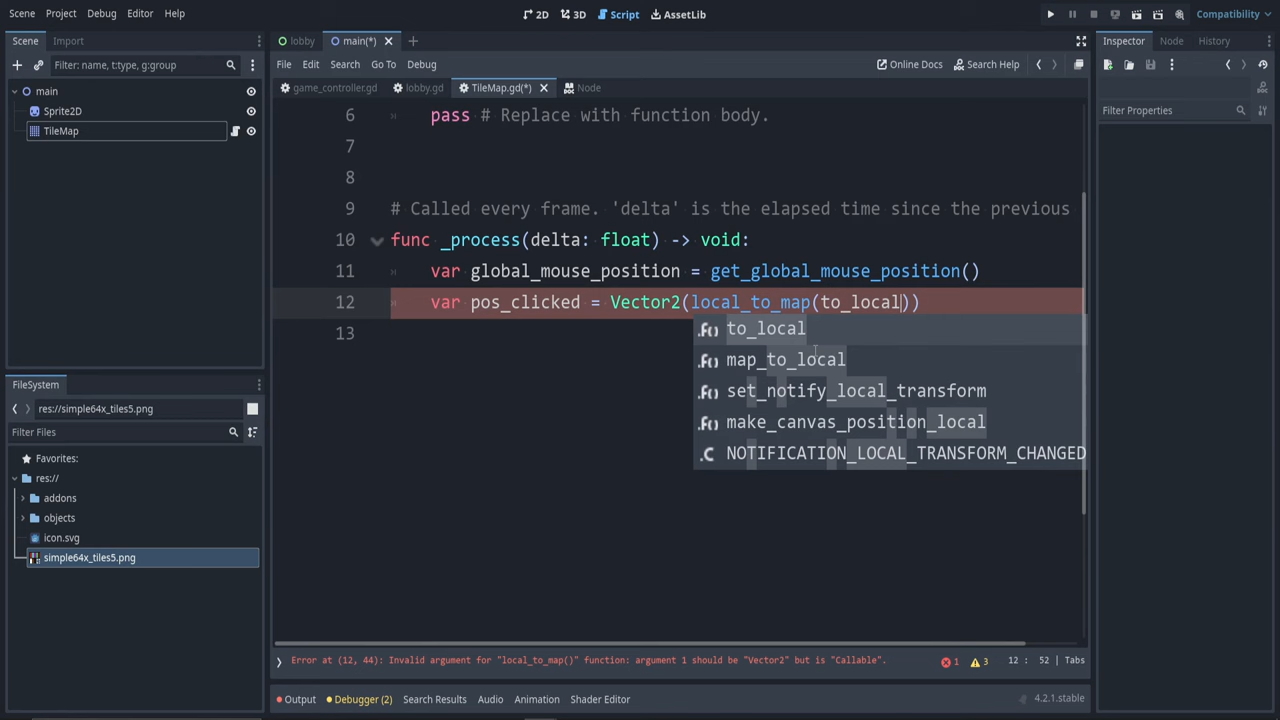 Scene Project Debug Editor Help
2D 3D Script AssetLib
Compatibility
Scene Import
lobby main(*)
Inspector Node History
Filter: name, t:type, g:group
File Edit Search Go To Debug
Online Docs Search Help
main
game_controller.gd lobby.gd TileMap.gd(*) Node
Sprite2D
Filter Properties
TileMap
6 pass # Replace with function body.
7
8
9 # Called every frame. 'delta' is the elapsed time since the previous
10 func _process(delta: float) -> void:
11 var global_mouse_position = get_global_mouse_position()
12 var pos_clicked = Vector2(local_to_map(to_local))
13
to_local
map_to_local
set_notify_local_transform
make_canvas_position_local
NOTIFICATION_LOCAL_TRANSFORM_CHANGED
FileSystem
res://simple64x_tiles5.png
Filter Files
Favorites:
res://
addons
objects
icon.svg
simple64x_tiles5.png
Error at (12, 44): Invalid argument for "local_to_map()" function: argument 1 should be "Vector2" but is "Callable".
1 3 12 : 52 | Tabs
Output Debugger (2) Search Results Audio Animation Shader Editor
4.2.1.stable